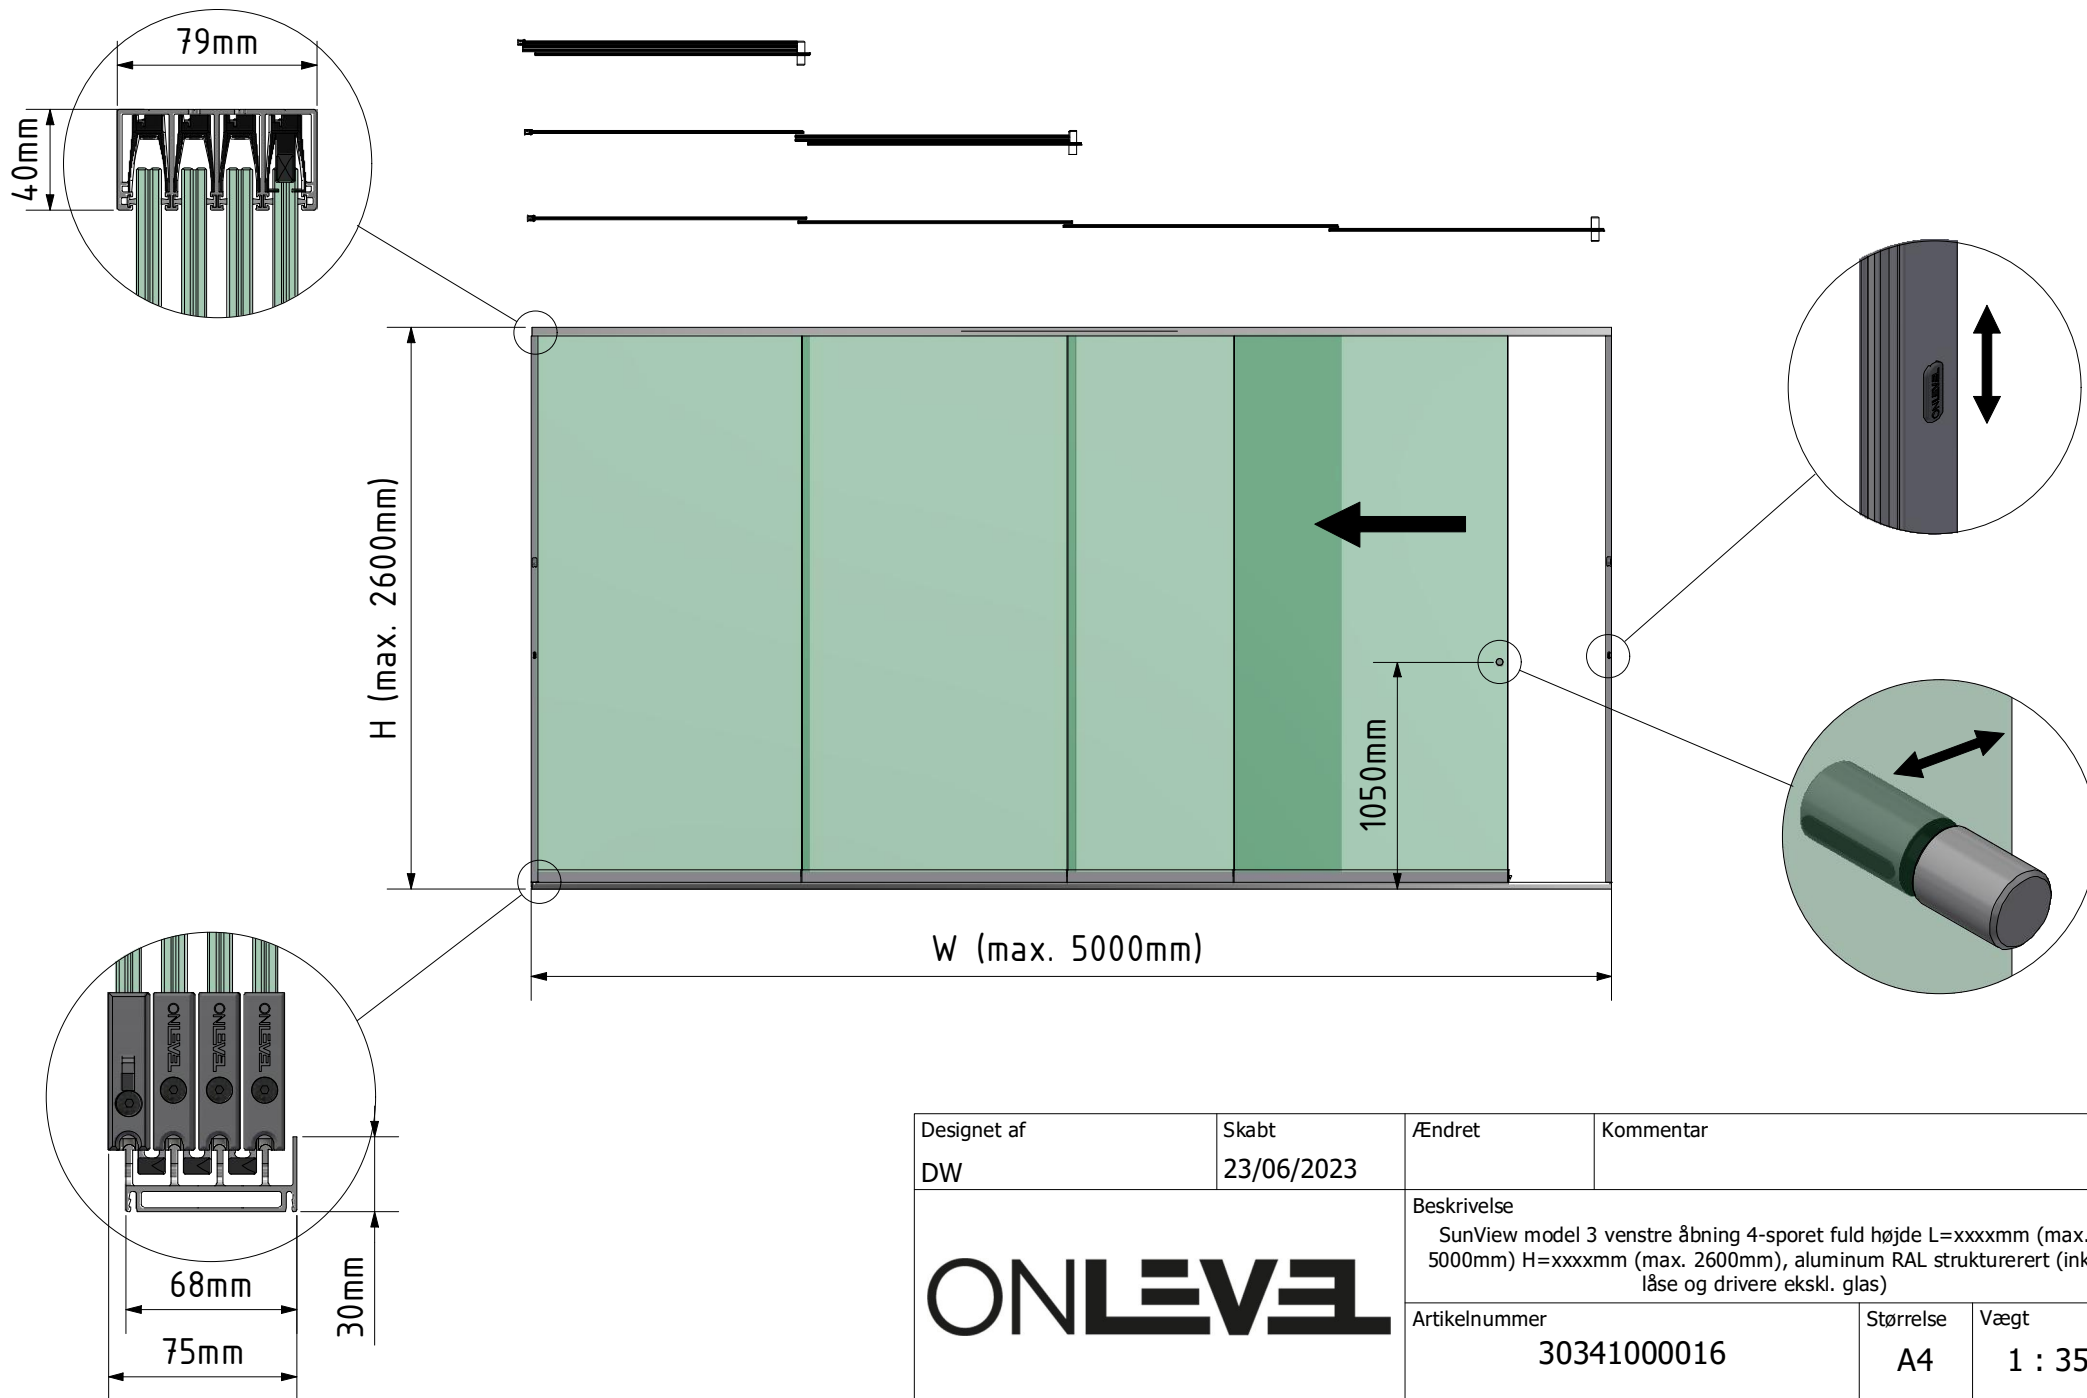 79mm
40mm
H (max. 2600mm)
1050mm
W (max. 5000mm)
ONLEVEL
ONLEVEL
ONLEVEL
ONLEVEL
30mm
68mm
75mm
Designet af
DW
Skabt
23/06/2023
Ændret
Kommentar
ONLEVEL
Beskrivelse
SunView model 3 venstre åbning 4-sporet fuld højde L=xxxxmm (max.
5000mm) H=xxxxmm (max. 2600mm), aluminum RAL strukturerert (ink
låse og drivere ekskl. glas)
Artikelnummer
30341000016
Størrelse
A4
Vægt
1 : 35